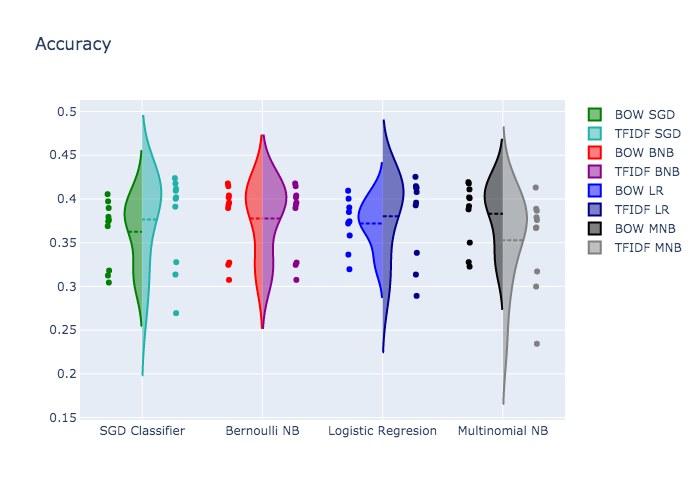 Accuracy
0.5
0.45
0.4
0.35
0.3
0.25
0.2
0.15
SGD Classifier
Bernoulli NB
Logistic Regresion
Multinomial NB
BOW SGD
TFIDF SGD
BOW BNB
TFIDF BNB
BOW LR
TFIDF LR
BOW MNB
TFIDF MNB